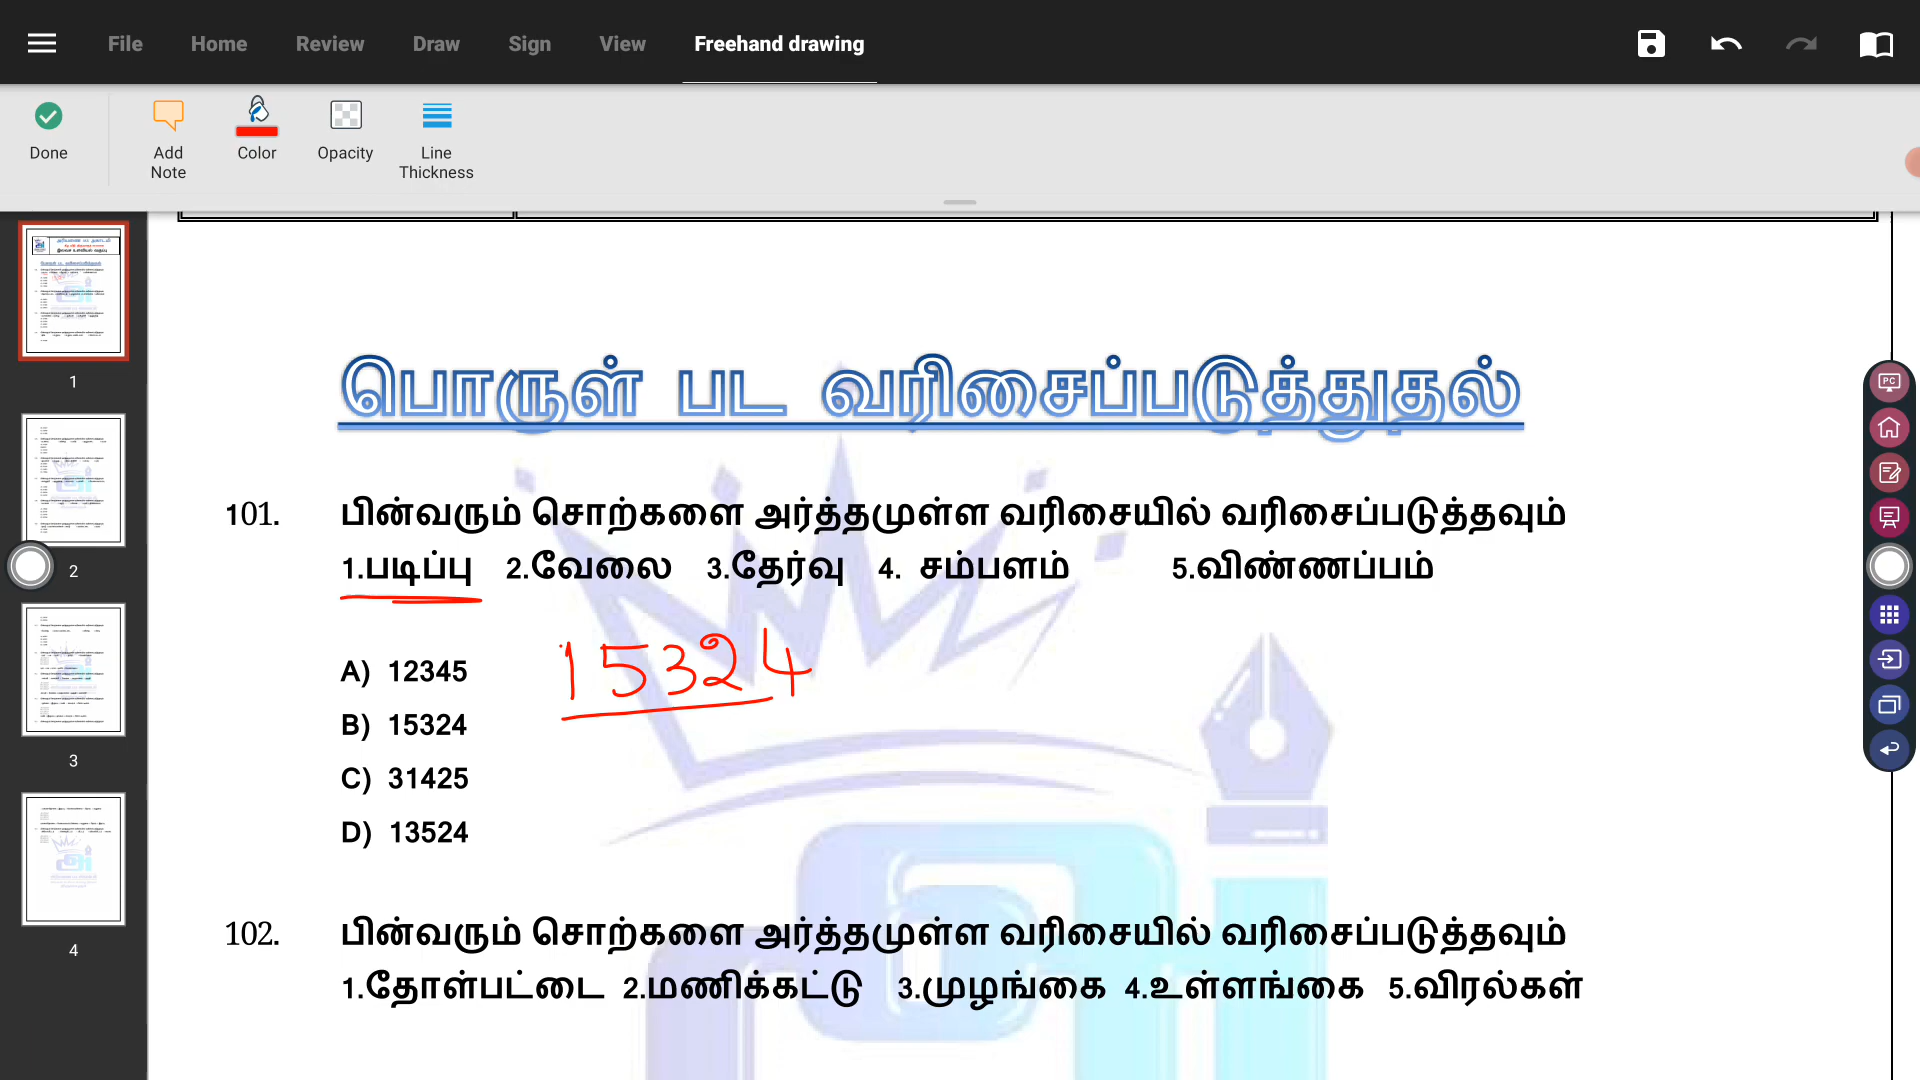 File Home Review Draw Sign View Freehand drawing
Done Add Note Color Opacity Line Thickness
பொருள் பட வரிசைப்படுத்துதல்
101. பின்வரும் சொற்களை அர்த்தமுள்ள வரிசையில் வரிசைப்படுத்தவும்
1.படிப்பு 2.வேலை 3.தேர்வு 4. சம்பளம் 5.விண்ணப்பம்
15324
A) 12345
B) 15324
C) 31425
D) 13524
102. பின்வரும் சொற்களை அர்த்தமுள்ள வரிசையில் வரிசைப்படுத்தவும்
1.தோள்பட்டை 2.மணிக்கட்டு 3.முழங்கை 4.உள்ளங்கை 5.விரல்கள்
1
2
3
4
PC